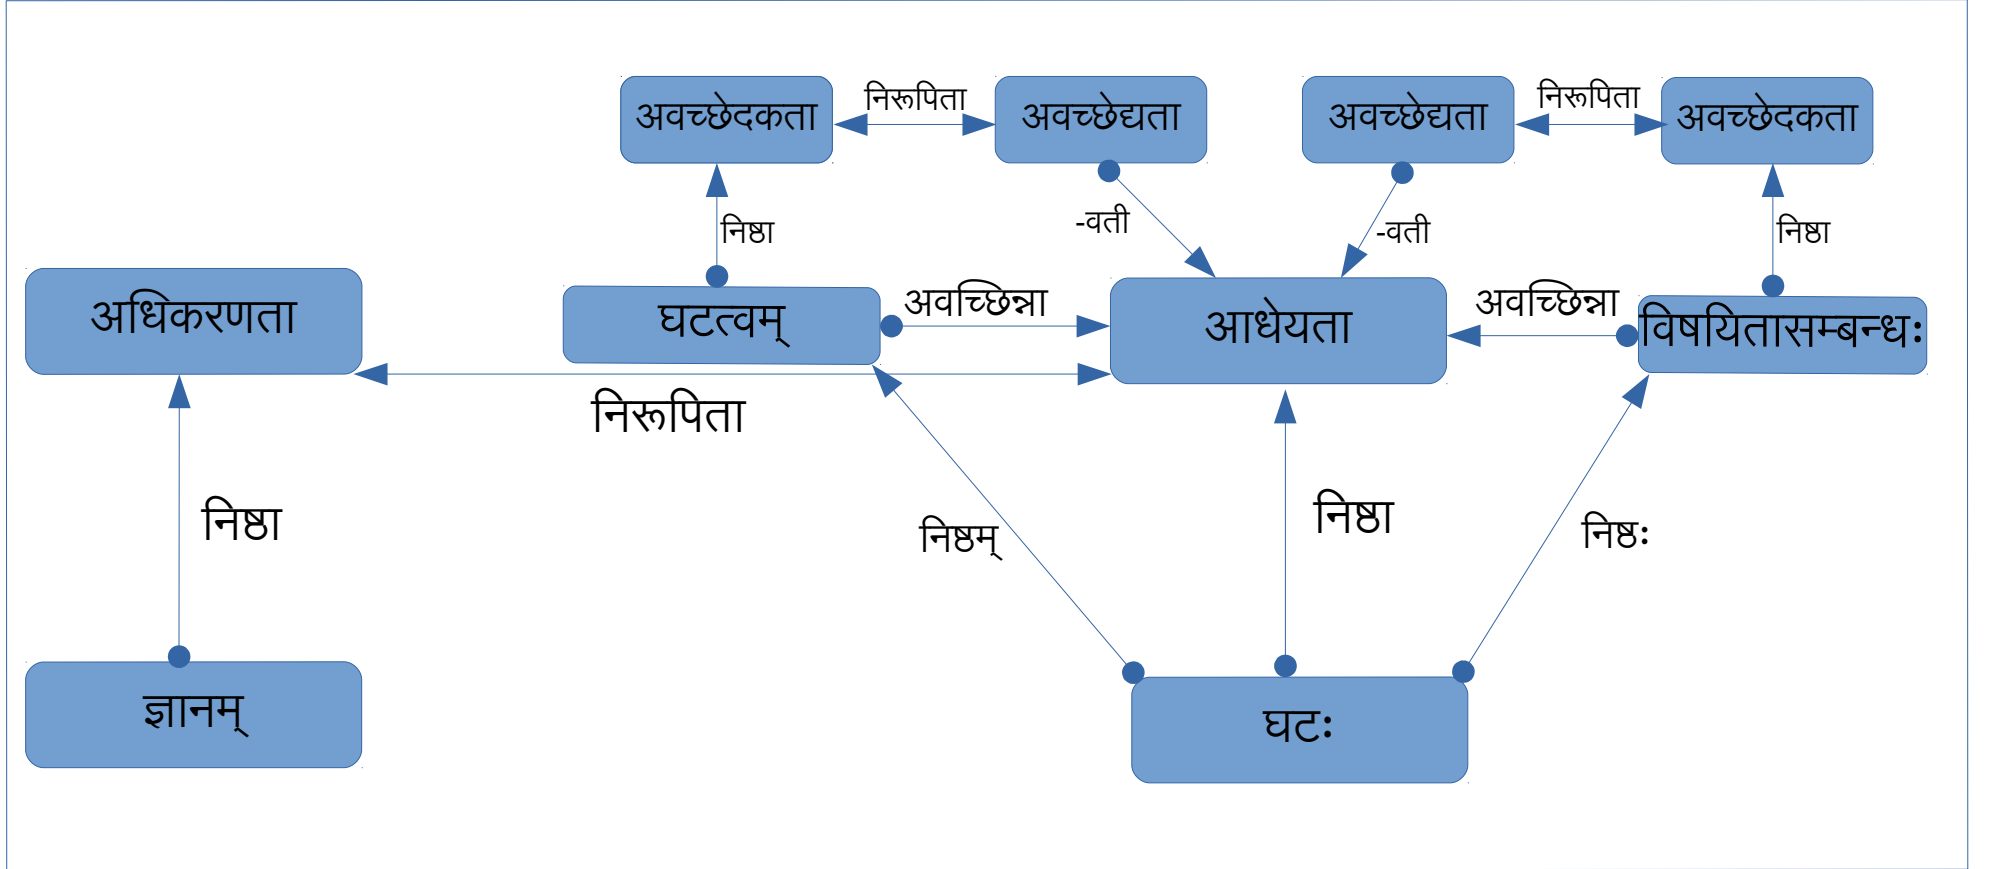 अवच्छेदकता
निरूपिता
अवच्छेद्यता
अवच्छेद्यता
निरूपिता
अवच्छेदकता
निष्ठा
-वती
-वती
निष्ठा
अधिकरणता
घटत्वम्
अवच्छिन्ना
आधेयता
अवच्छिन्ना
विषयितासम्बन्धः
निरूपिता
निष्ठा
निष्ठम्
निष्ठा
निष्ठः
ज्ञानम्
घटः